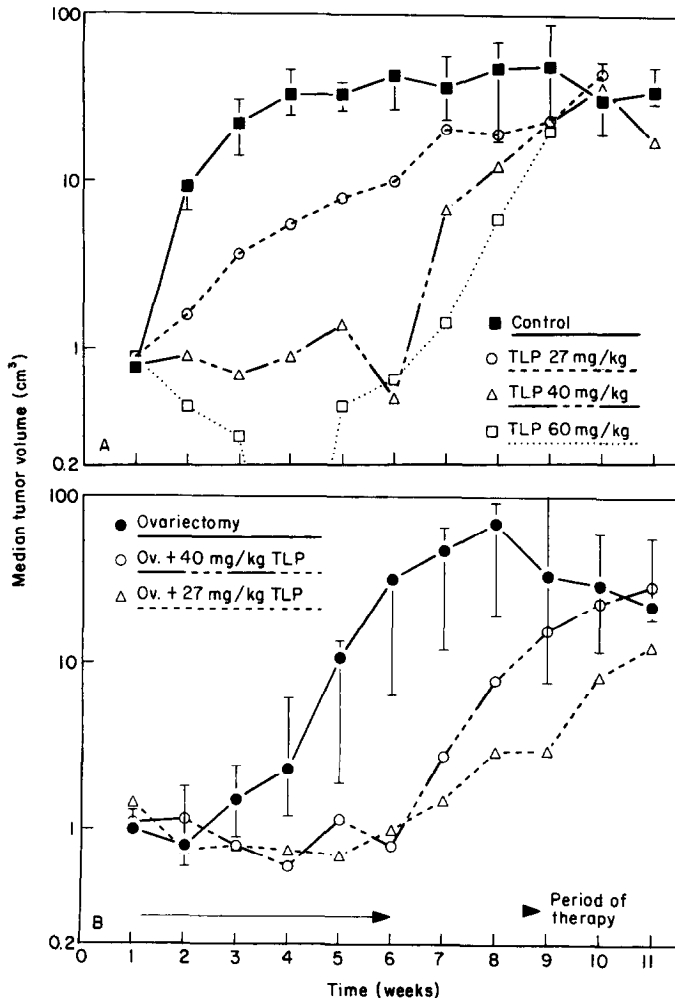 100
10
1
0.2
A
Control
TLP 27 mg/kg
TLP 40 mg/kg
TLP 60 mg/kg
Median tumor volume (cm³)
100
10
1
0.2
B
Ovariectomy
Ov. + 40 mg/kg TLP
Ov. + 27 mg/kg TLP
Period of
therapy
0 1 2 3 4 5 6 7 8 9 10 11
Time (weeks)